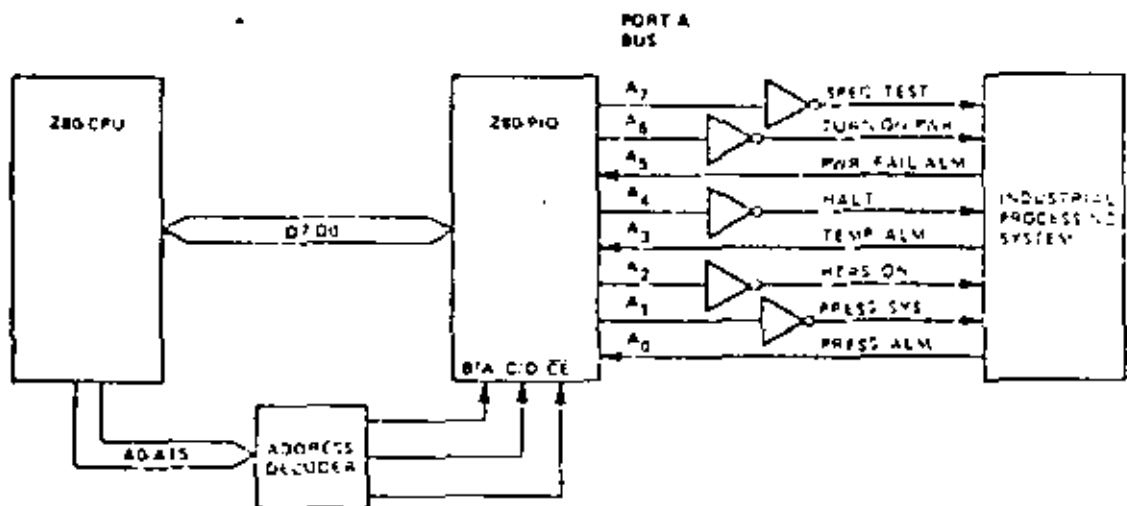 PORT A
BUS
Z80-CPU
Z80-PIO
A7
SPEC. TEST
A6
TURN ON PWR
A5
PWR. FAIL ALM
A4
HALT
A3
TEMP. ALM
A2
HTRS ON
A1
PRESS. SYS
A0
PRESS. ALM
INDUSTRIAL
PROCESSING
SYSTEM
D7-D0
B/A C/D CE
A0-A15
ADDRESS
DECODER